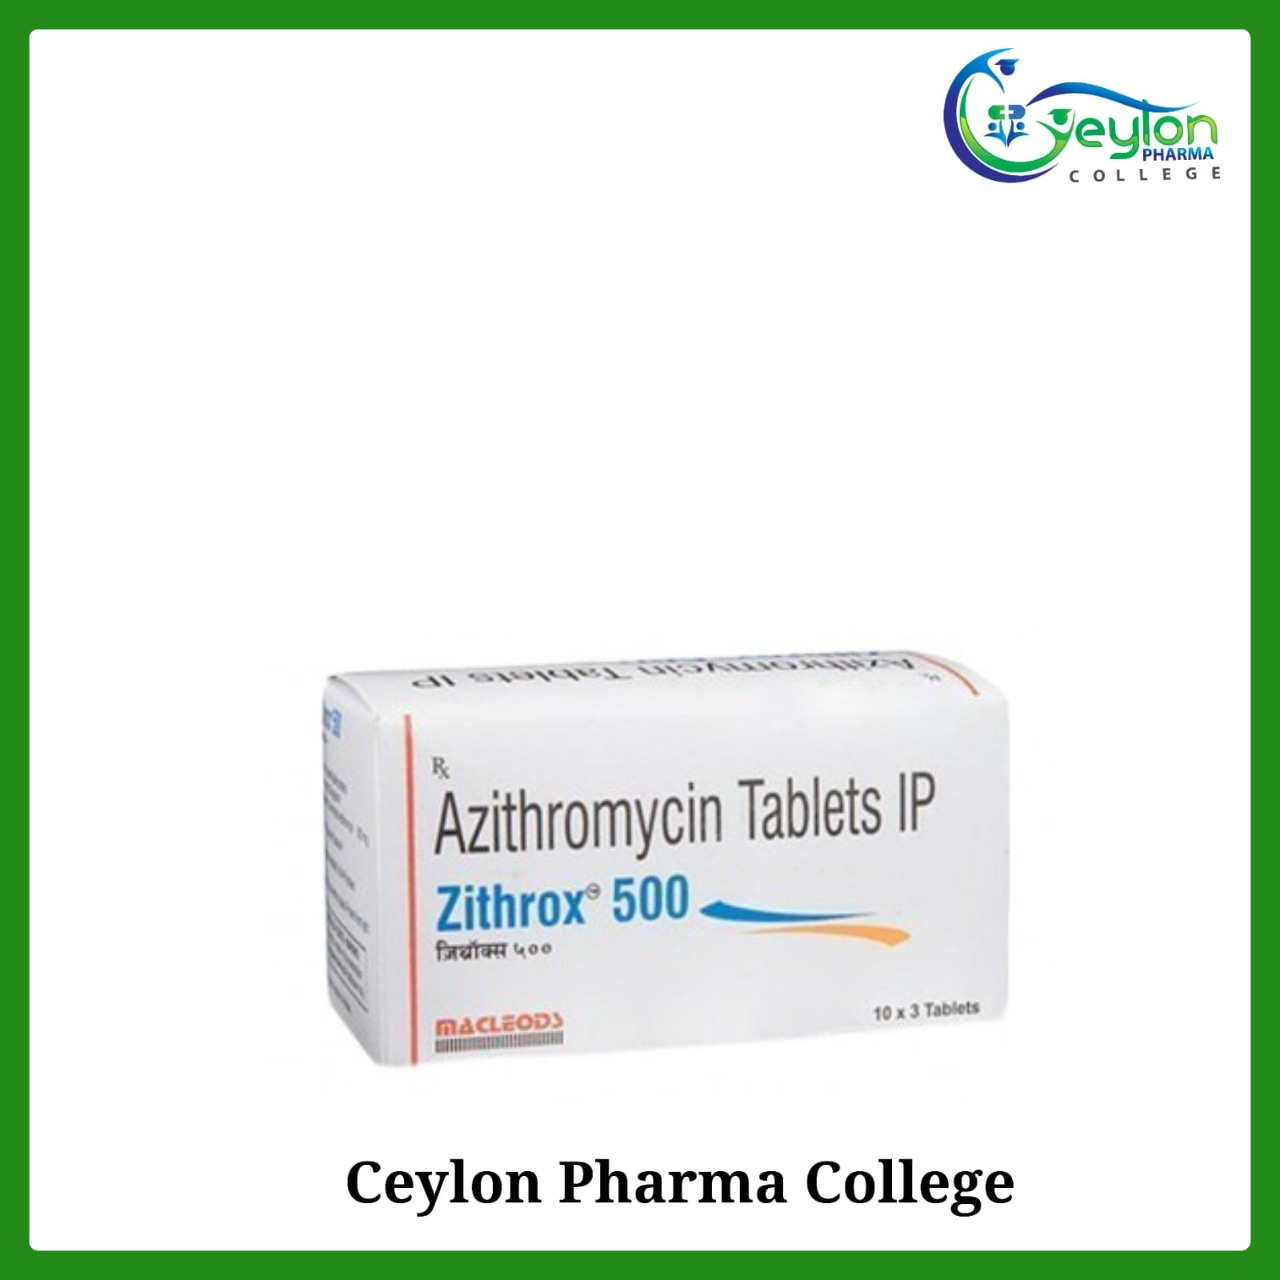 Ceylon
PHARMA
COLLEGE
Azithromycin Tablets IP
Rx
Azithromycin Tablets IP
Zithrox™ 500
ज़िथ्रॉक्स ५००
MACLEODS
10 x 3 Tablets
Ceylon Pharma College